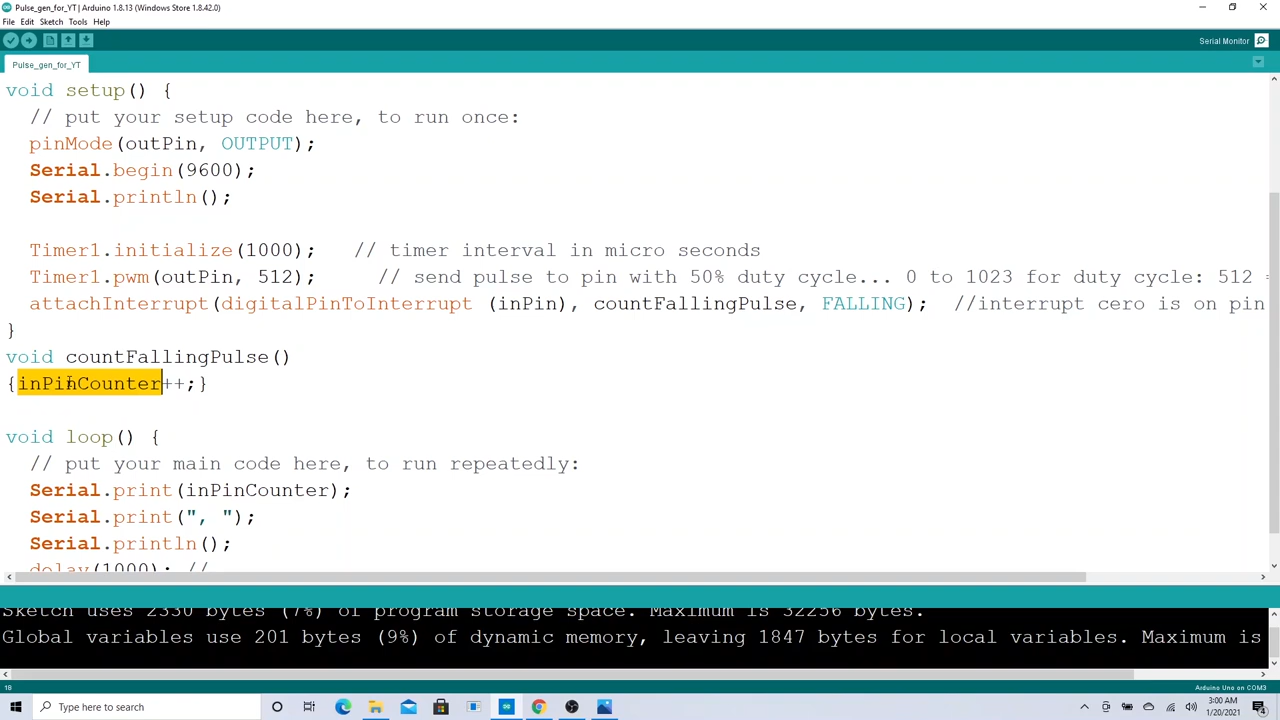 Pulse_gen_for_YT | Arduino 1.8.13 (Windows Store 1.8.42.0)
File Edit Sketch Tools Help
Serial Monitor
Pulse_gen_for_YT
void setup() {
// put your setup code here, to run once:
pinMode(outPin, OUTPUT);
Serial.begin(9600);
Serial.println();
Timer1.initialize(1000); // timer interval in micro seconds
Timer1.pwm(outPin, 512); // send pulse to pin with 50% duty cycle... 0 to 1023 for duty cycle: 512 =
attachInterrupt(digitalPinToInterrupt (inPin), countFallingPulse, FALLING); //interrupt cero is on pin
}
void countFallingPulse()
{inPinCounter++;}
void loop() {
// put your main code here, to run repeatedly:
Serial.print(inPinCounter);
Serial.print(", ");
Serial.println();
delay(1000); //
Sketch uses 2330 bytes (7%) of program storage space. Maximum is 32256 bytes.
Global variables use 201 bytes (9%) of dynamic memory, leaving 1847 bytes for local variables. Maximum is
18
Arduino Uno on COM3
Type here to search
3:00 AM
1/20/2021
4